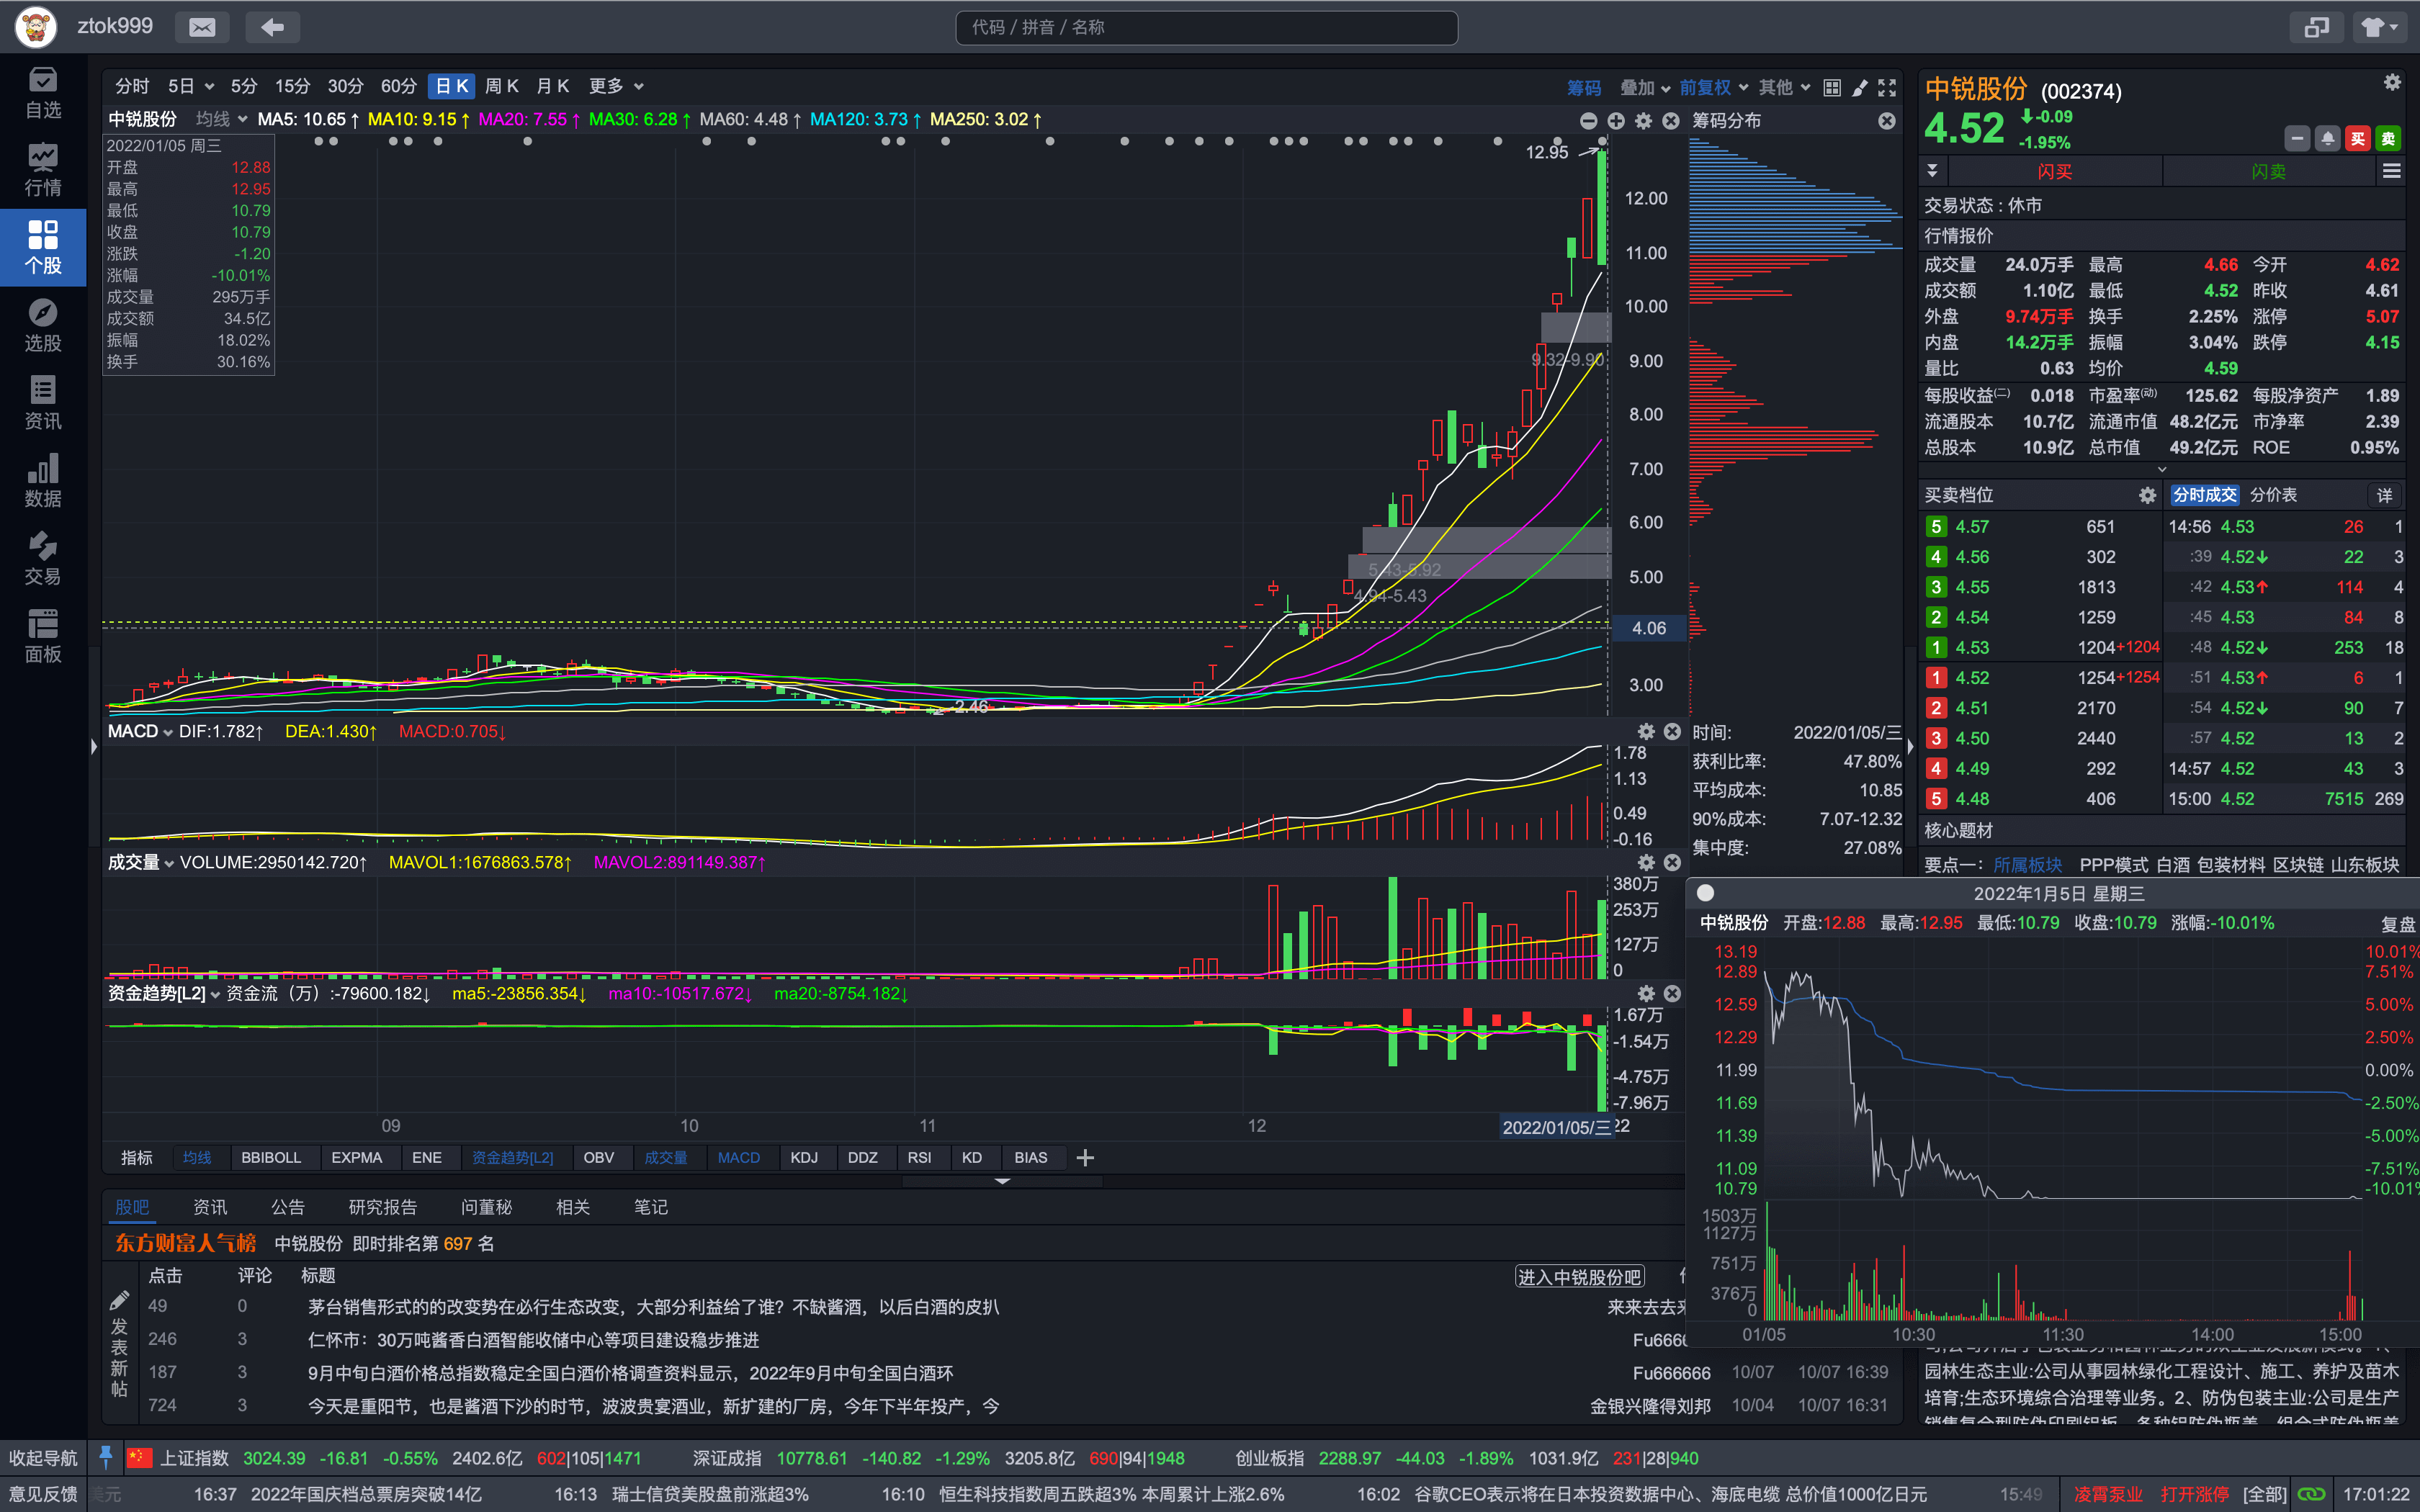 ztok999
代码 / 拼音 / 名称
自选
行情
个股
选股
资讯
数据
交易
面板
分时 5日 5分 15分 30分 60分 日K 周K 月K 更多
筹码 叠加 前复权 其他
中锐股份 均线 MA5: 10.65↑ MA10: 9.15↑ MA20: 7.55↑ MA30: 6.28↑ MA60: 4.48↑ MA120: 3.73↑ MA250: 3.02↑
筹码分布
2022/01/05 周三
开盘 12.88
最高 12.95
最低 10.79
收盘 10.79
涨跌 -1.20
涨幅 -10.01%
成交量 295万手
成交额 34.5亿
振幅 18.02%
换手 30.16%
12.95
12.00
11.00
10.00
9.32-9.90
9.00
8.00
7.00
6.00
5.43-5.92
5.00
4.94-5.43
4.06
3.00
2.46
MACD DIF:1.782↑ DEA:1.430↑ MACD:0.705↓
1.78
1.13
0.49
-0.16
时间: 2022/01/05/三
获利比率: 47.80%
平均成本: 10.85
90%成本: 7.07-12.32
集中度: 27.08%
成交量 VOLUME:2950142.720↑ MAVOL1:1676863.578↑ MAVOL2:891149.387↑
380万
253万
127万
0
资金趋势[L2] 资金流（万）:-79600.182↓ ma5:-23856.354↓ ma10:-10517.672↓ ma20:-8754.182↓
1.67万
-1.54万
-4.75万
-7.96万
09 10 11 12 2022/01/05/三 22
指标 均线 BBIBOLL EXPMA ENE 资金趋势[L2] OBV 成交量 MACD KDJ DDZ RSI KD BIAS
股吧 资讯 公告 研究报告 问董秘 相关 笔记
东方财富人气榜 中锐股份 即时排名第 697 名
点击 评论 标题
进入中锐股份吧
发表新帖
49 0 茅台销售形式的的改变势在必行生态改变，大部分利益给了谁？不缺酱酒，以后白酒的皮扒 来来去去来
246 3 仁怀市：30万吨酱香白酒智能收储中心等项目建设稳步推进 Fu6666
187 3 9月中旬白酒价格总指数稳定全国白酒价格调查资料显示，2022年9月中旬全国白酒环 Fu666666 10/07 10/07 16:39
724 3 今天是重阳节，也是酱酒下沙的时节，波波贵宴酒业，新扩建的厂房，今年下半年投产，今 金银兴隆得刘邦 10/04 10/07 16:31
中锐股份 (002374)
4.52 -0.09
-1.95%
买 卖
闪买 闪卖
交易状态 : 休市
行情报价
成交量 24.0万手 最高 4.66 今开 4.62
成交额 1.10亿 最低 4.52 昨收 4.61
外盘 9.74万手 换手 2.25% 涨停 5.07
内盘 14.2万手 振幅 3.04% 跌停 4.15
量比 0.63 均价 4.59
每股收益(二) 0.018 市盈率(动) 125.62 每股净资产 1.89
流通股本 10.7亿 流通市值 48.2亿元 市净率 2.39
总股本 10.9亿 总市值 49.2亿元 ROE 0.95%
买卖档位 分时成交 分价表 详
5 4.57 651 14:56 4.53 26 1
4 4.56 302 :39 4.52↓ 22 3
3 4.55 1813 :42 4.53↑ 114 4
2 4.54 1259 :45 4.53 84 8
1 4.53 1204+1204 :48 4.52↓ 253 18
1 4.52 1254+1254 :51 4.53↑ 6 1
2 4.51 2170 :54 4.52↓ 90 7
3 4.50 2440 :57 4.52 13 2
4 4.49 292 14:57 4.52 43 3
5 4.48 406 15:00 4.52 7515 269
核心题材
要点一: 所属板块 PPP模式 白酒 包装材料 区块链 山东板块
2022年1月5日 星期三
中锐股份 开盘:12.88 最高:12.95 最低:10.79 收盘:10.79 涨幅:-10.01% 复盘
13.19 10.01%
12.89 7.51%
12.59 5.00%
12.29 2.50%
11.99 0.00%
11.69 -2.50%
11.39 -5.00%
11.09 -7.51%
10.79 -10.01%
1503万
1127万
751万
376万
0
01/05 10:30 11:30 14:00 15:00
园林生态主业:公司从事园林绿化工程设计、施工、养护及苗木
培育;生态环境综合治理等业务。2、防伪包装主业:公司是生产
收起导航 上证指数 3024.39 -16.81 -0.55% 2402.6亿 602|105|1471 深证成指 10778.61 -140.82 -1.29% 3205.8亿 690|94|1948 创业板指 2288.97 -44.03 -1.89% 1031.9亿 231|28|940
意见反馈 美元 16:37 2022年国庆档总票房突破14亿 16:13 瑞士信贷美股盘前涨超3% 16:10 恒生科技指数周五跌超3% 本周累计上涨2.6% 16:02 谷歌CEO表示将在日本投资数据中心、海底电缆 总价值1000亿日元 15:49 凌霄泵业 打开涨停 [全部] 17:01:22